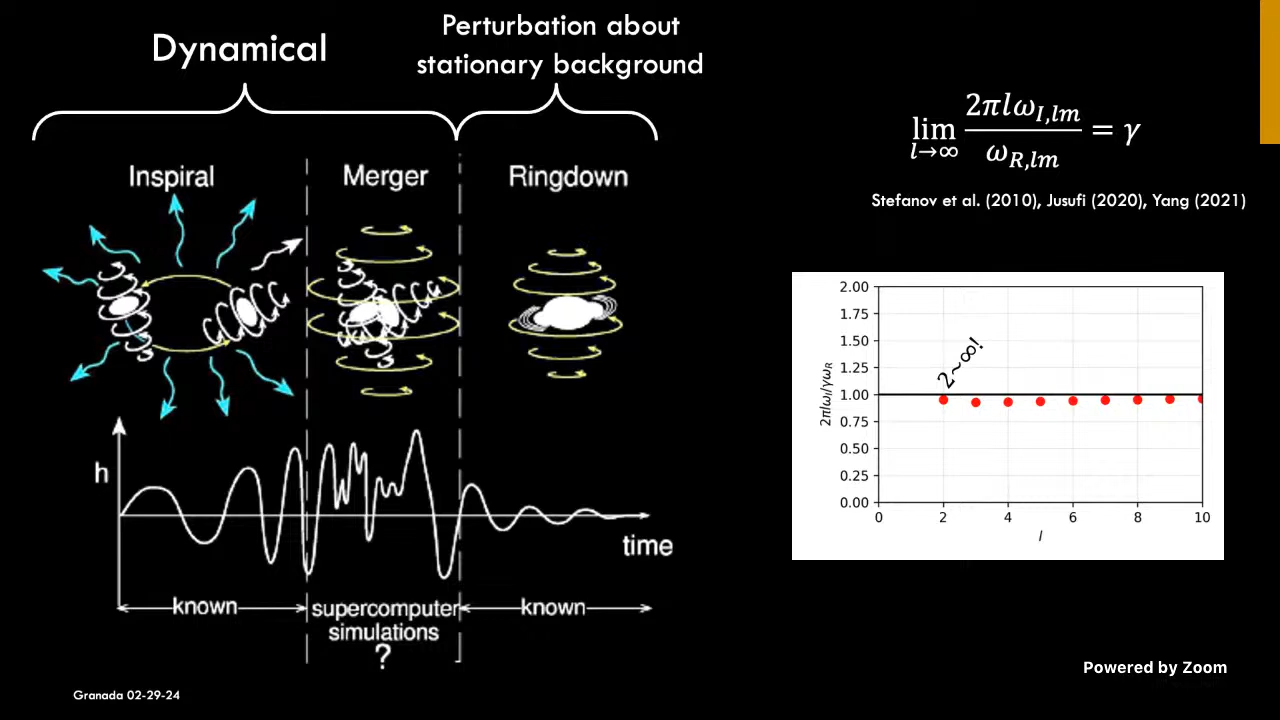 Dynamical
Perturbation about
stationary background
Inspiral
Merger
Ringdown
h
time
known
supercomputer
simulations
?
known
Granada 02-29-24
lim l→∞ 2πlω_{I,lm} / ω_{R,lm} = γ
Stefanov et al. (2010), Jusufi (2020), Yang (2021)
2.00
1.75
1.50
1.25
1.00
0.75
0.50
0.25
0.00
2πlω_I/γω_R
2~∞!
0 2 4 6 8 10
l
Powered by Zoom